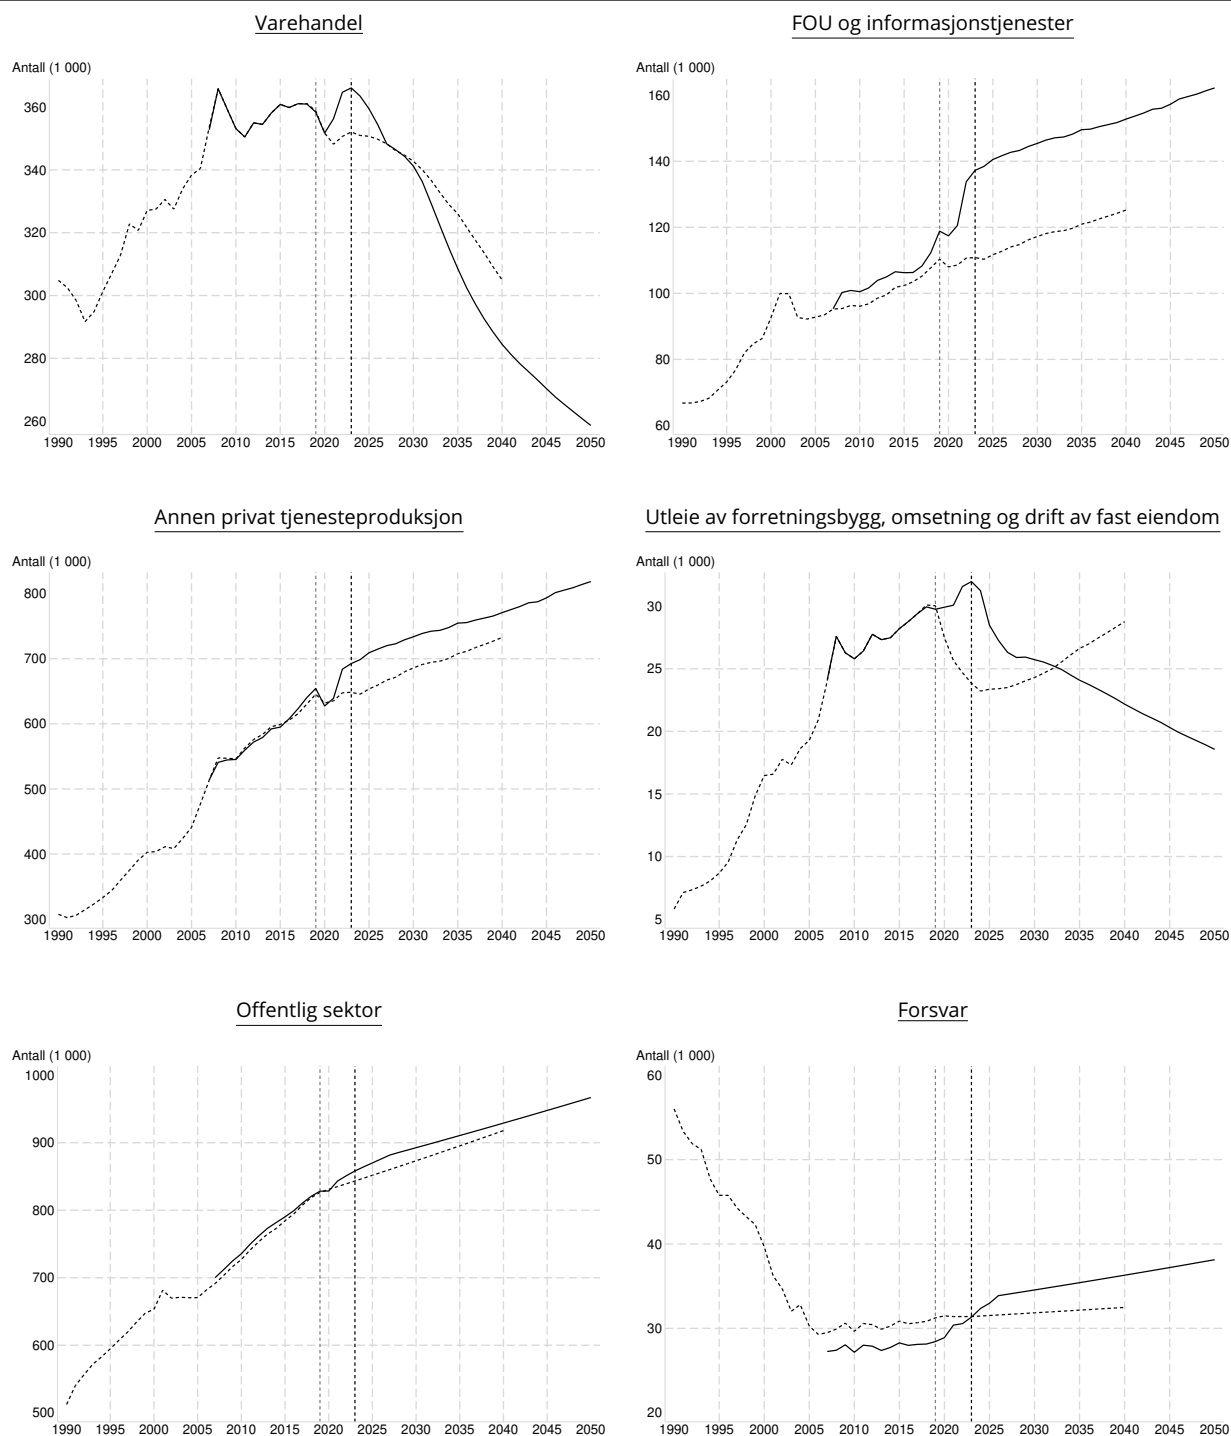 Varehandel
Antall (1 000)
360
340
320
300
280
260
1990 1995 2000 2005 2010 2015 2020 2025 2030 2035 2040 2045 2050
FOU og informasjonstjenester
Antall (1 000)
160
140
120
100
80
60
1990 1995 2000 2005 2010 2015 2020 2025 2030 2035 2040 2045 2050
Annen privat tjenesteproduksjon
Antall (1 000)
800
700
600
500
400
300
1990 1995 2000 2005 2010 2015 2020 2025 2030 2035 2040 2045 2050
Utleie av forretningsbygg, omsetning og drift av fast eiendom
Antall (1 000)
30
25
20
15
10
5
1990 1995 2000 2005 2010 2015 2020 2025 2030 2035 2040 2045 2050
Offentlig sektor
Antall (1 000)
1000
900
800
700
600
500
1990 1995 2000 2005 2010 2015 2020 2025 2030 2035 2040 2045 2050
Forsvar
Antall (1 000)
60
50
40
30
20
1990 1995 2000 2005 2010 2015 2020 2025 2030 2035 2040 2045 2050